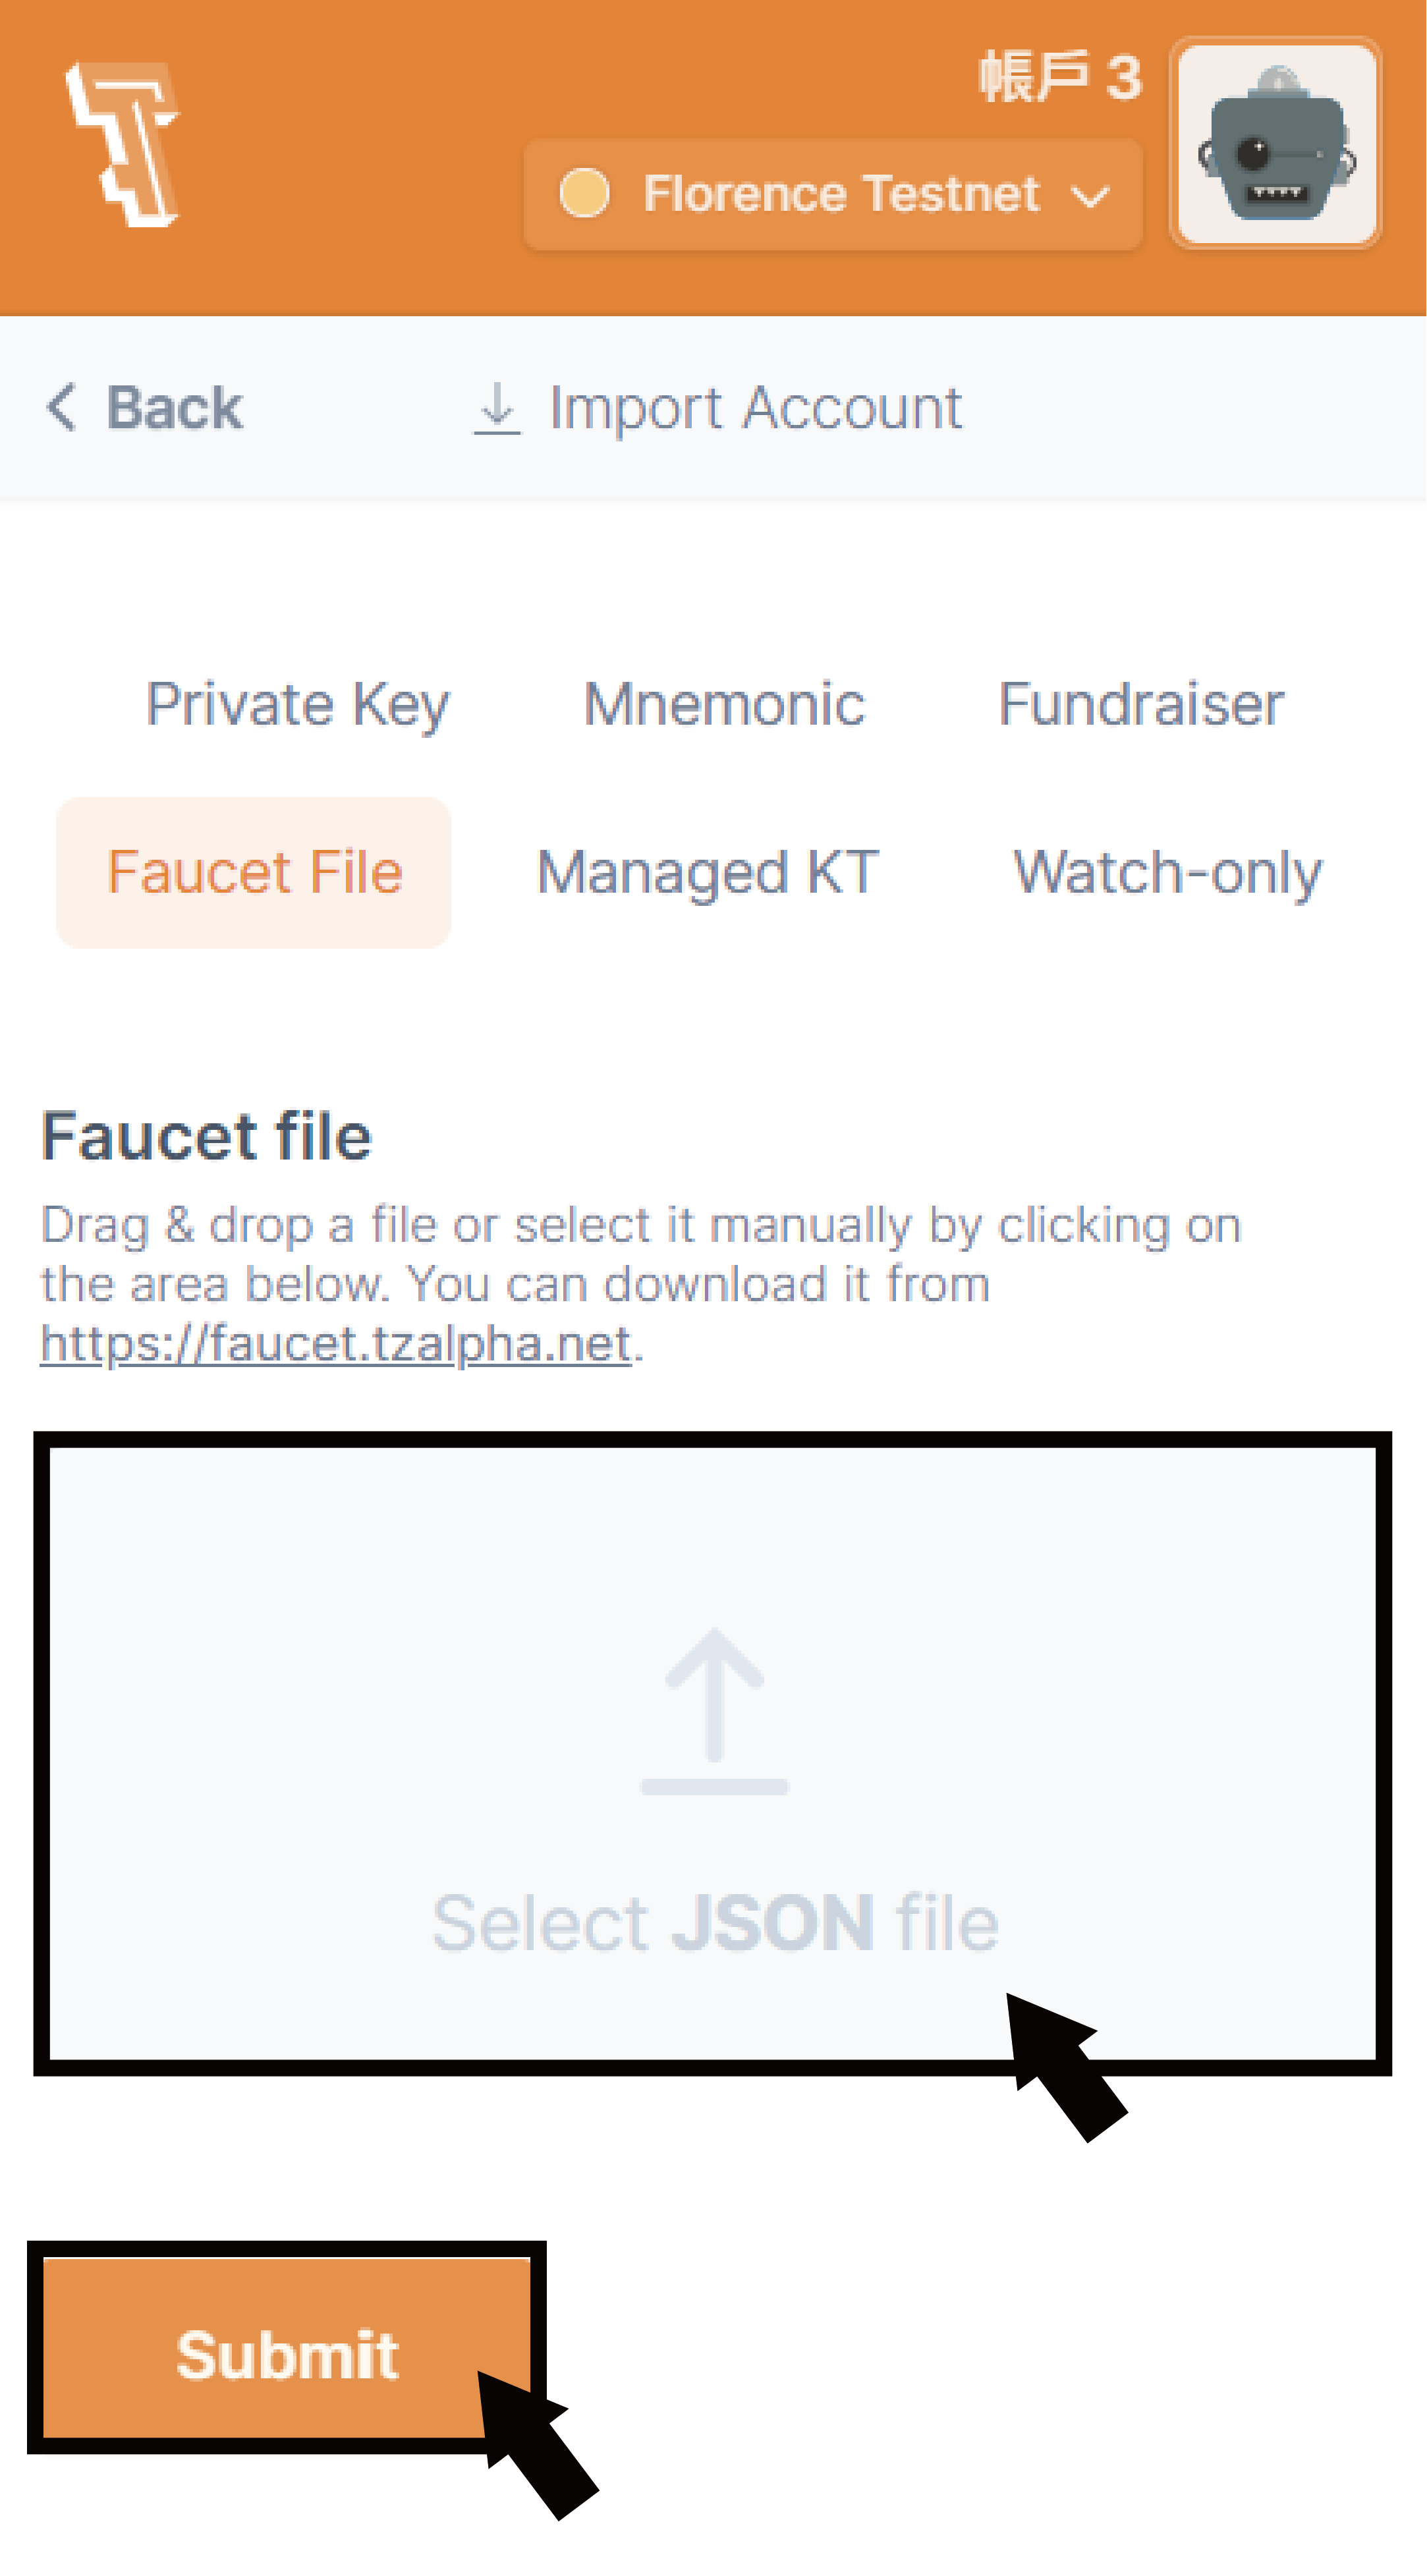 帳戶 3
Florence Testnet
Back
Import Account
Private Key
Mnemonic
Fundraiser
Faucet File
Managed KT
Watch-only
Faucet file
Drag & drop a file or select it manually by clicking on
the area below. You can download it from
https://faucet.tzalpha.net.
Select JSON file
Submit